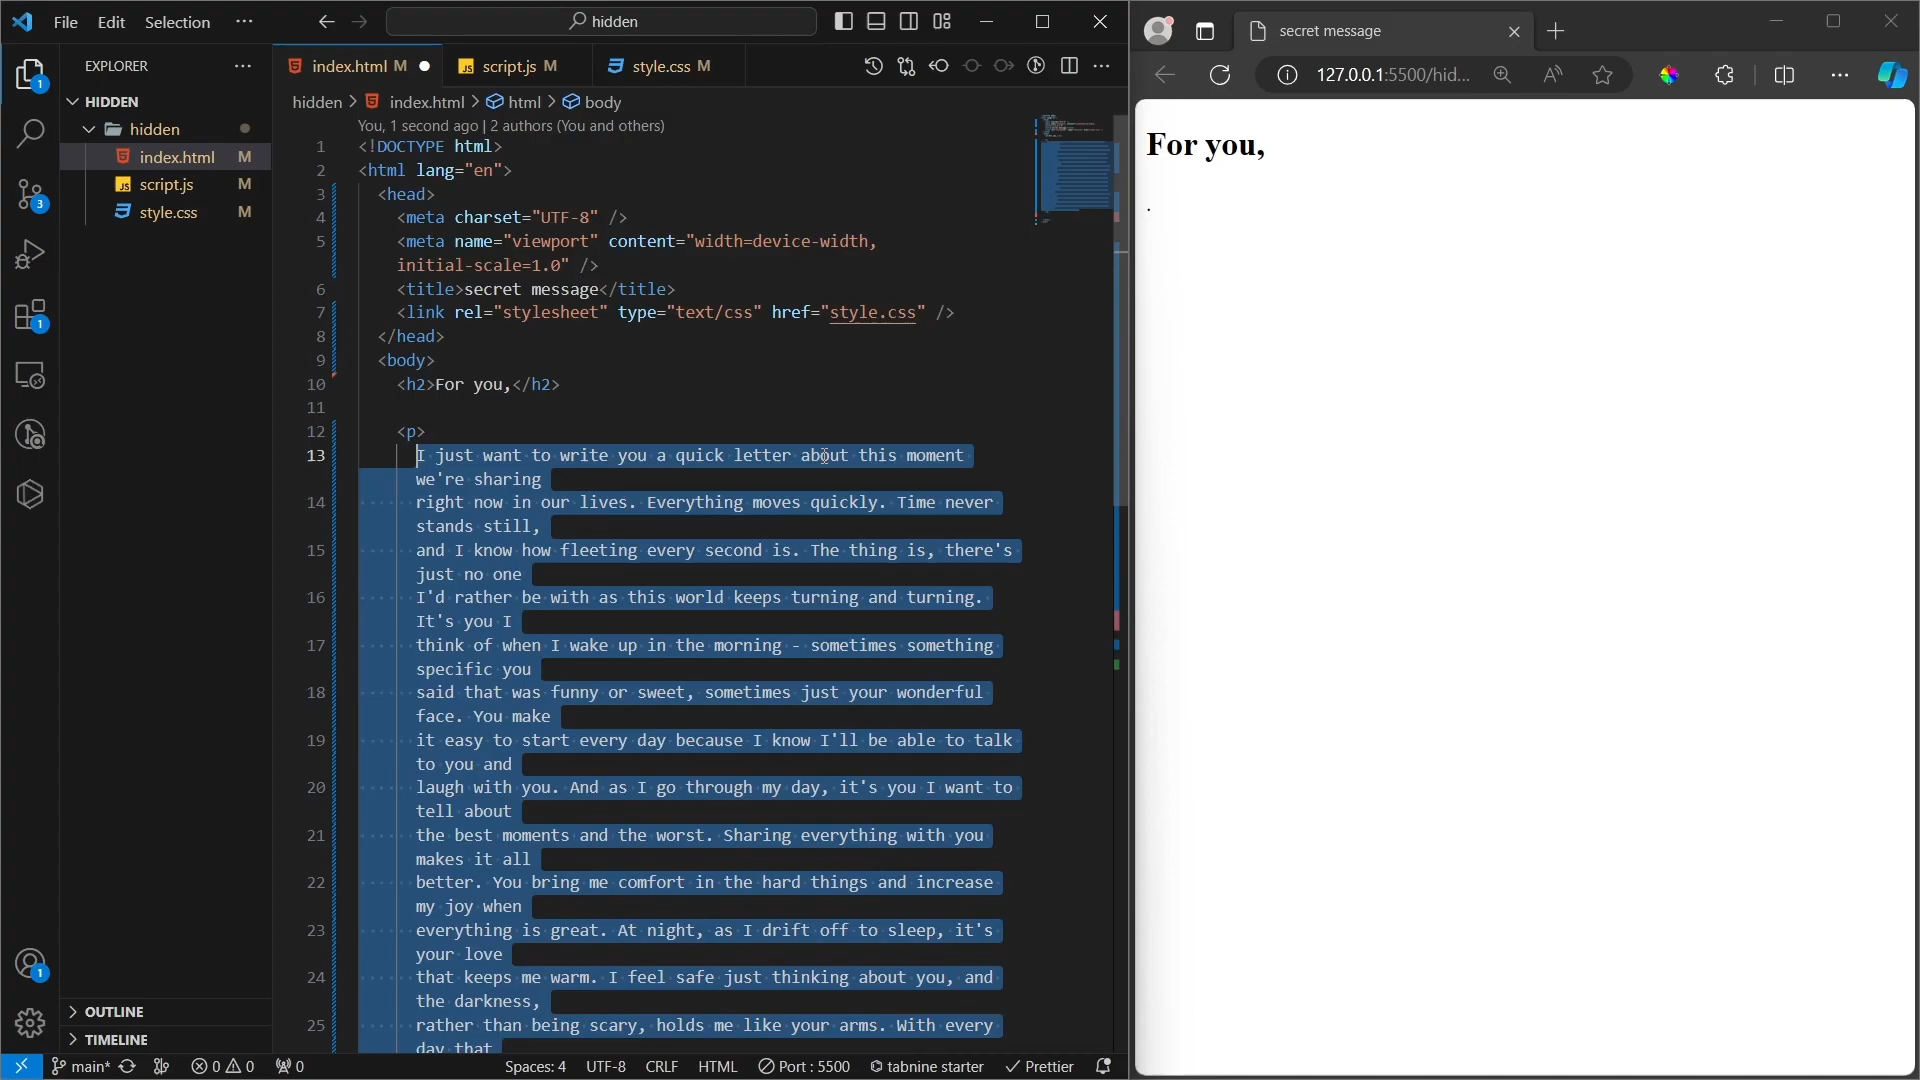 File Edit Selection ···
hidden
EXPLORER ···
HIDDEN
hidden
index.html M
script.js M
style.css M
OUTLINE
TIMELINE
index.html M
script.js M
style.css M
hidden > index.html > html > body
You, 1 second ago | 2 authors (You and others)
1 <!DOCTYPE html>
2 <html lang="en">
3 <head>
4 <meta charset="UTF-8" />
5 <meta name="viewport" content="width=device-width,
initial-scale=1.0" />
6 <title>secret message</title>
7 <link rel="stylesheet" type="text/css" href="style.css" />
8 </head>
9 <body>
10 <h2>For you,</h2>
11
12 <p>
13 I just want to write you a quick letter about this moment
we're sharing
14 right now in our lives. Everything moves quickly. Time never
stands still,
15 and I know how fleeting every second is. The thing is, there's
just no one
16 I'd rather be with as this world keeps turning and turning.
It's you I
17 think of when I wake up in the morning - sometimes something
specific you
18 said that was funny or sweet, sometimes just your wonderful
face. You make
19 it easy to start every day because I know I'll be able to talk
to you and
20 laugh with you. And as I go through my day, it's you I want to
tell about
21 the best moments and the worst. Sharing everything with you
makes it all
22 better. You bring me comfort in the hard things and increase
my joy when
23 everything is great. At night, as I drift off to sleep, it's
your love
24 that keeps me warm. I feel safe just thinking about you, and
the darkness,
25 rather than being scary, holds me like your arms. With every
day that
main* 0 0 0 Spaces: 4 UTF-8 CRLF HTML Port : 5500 tabnine starter Prettier
secret message
127.0.0.1:5500/hid...
For you,
.